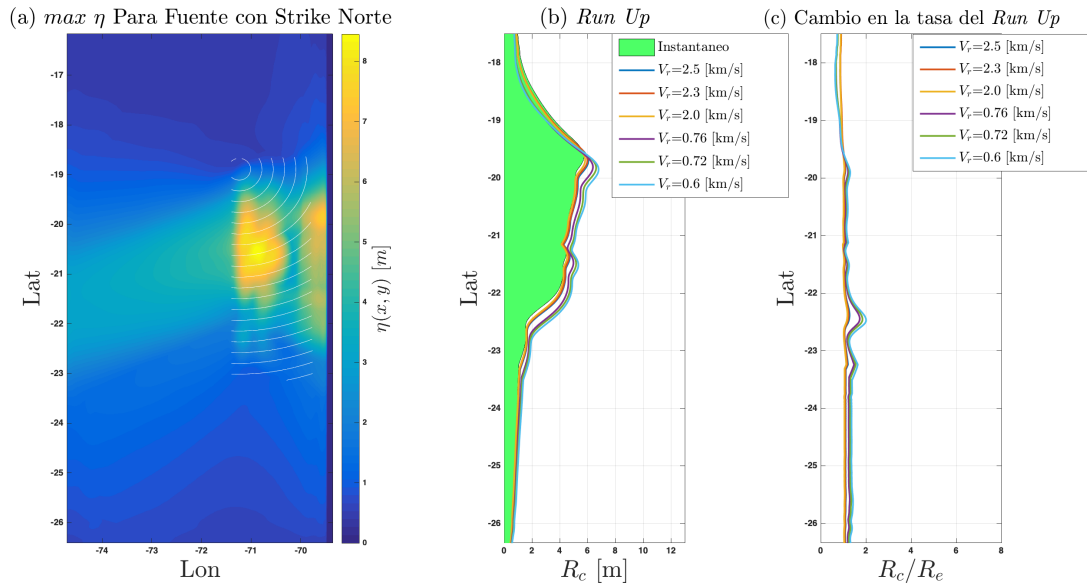 (a) max η Para Fuente con Strike Norte
-17
-18
-19
-20
-21
-22
-23
-24
-25
-26
Lat
-74
-73
-72
-71
-70
Lon
8
7
6
5
4
3
2
1
0
η(x, y) [m]
(b) Run Up
Instantaneo
V_r=2.5 [km/s]
V_r=2.3 [km/s]
V_r=2.0 [km/s]
V_r=0.76 [km/s]
V_r=0.72 [km/s]
V_r=0.6 [km/s]
-18
-19
-20
-21
-22
-23
-24
-25
-26
Lat
0
2
4
6
8
10
12
R_c [m]
(c) Cambio en la tasa del Run Up
V_r=2.5 [km/s]
V_r=2.3 [km/s]
V_r=2.0 [km/s]
V_r=0.76 [km/s]
V_r=0.72 [km/s]
V_r=0.6 [km/s]
-18
-19
-20
-21
-22
-23
-24
-25
-26
Lat
0
2
4
6
8
R_c/R_e